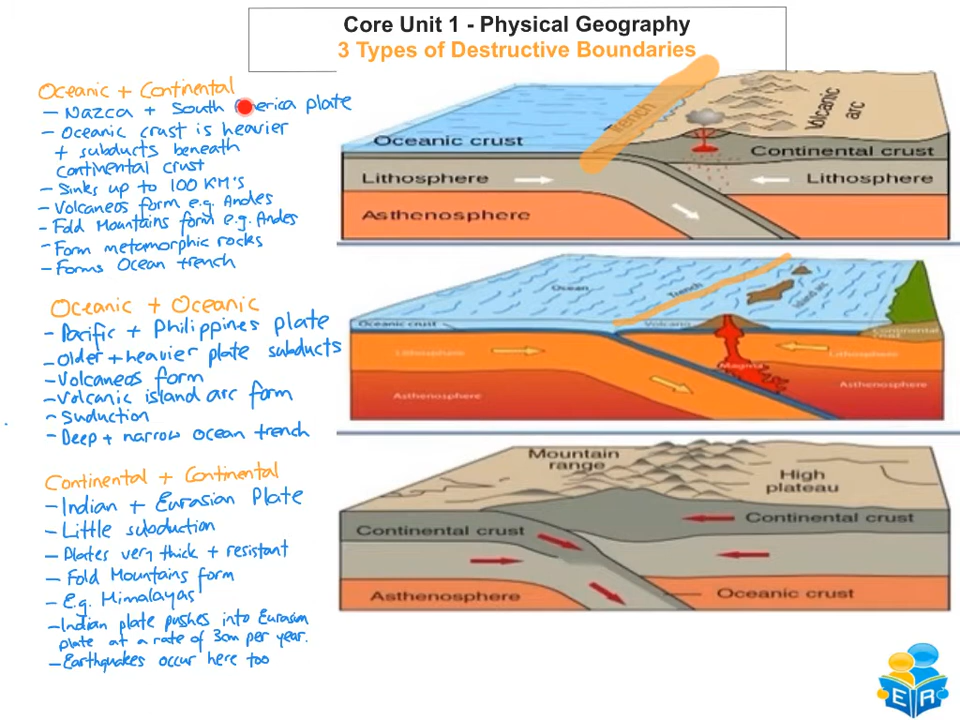 Core Unit 1 - Physical Geography
3 Types of Destructive Boundaries
Oceanic + Continental
- Nazca + South America plate
- Oceanic crust is heavier
+ subducts beneath
continental crust
- Sinks up to 100 KM's
- Volcaneos form e.g. Andes
- Fold Mountains form e.g. Andes
- Form metamorphic rocks
- Forms Ocean trench
Trench
Volcanic
arc
Oceanic crust
Continental crust
Lithosphere
Lithosphere
Asthenosphere
Oceanic + Oceanic
- Pacific + Philippines plate
- Older + heavier plate subducts
- Volcaneos form
- Volcanic island arc form
- Suduction
- Deep + narrow ocean trench
Ocean
Trench
Island arc
Oceanic crust
Volcano
Continental
crust
Lithosphere
Lithosphere
Magma
Asthenosphere
Asthenosphere
Continental + Continental
- Indian + Eurasian Plate
- Little subduction
- Plates very thick + resistant
- Fold Mountains form
- E.g. Himalayas
- Indian plate pushes into Eurasian
plate at a rate of 3cm per year.
- Earthquakes occur here too
Mountain
range
High
plateau
Continental crust
Continental crust
Asthenosphere
Oceanic crust
E R